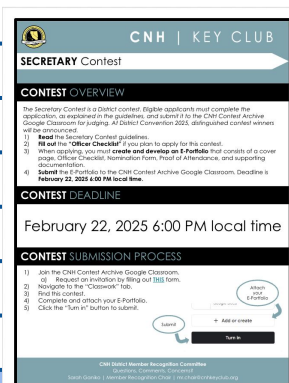 CNH | KEY CLUB
SECRETARY Contest
CONTEST OVERVIEW
The Secretary Contest is a District contest. Eligible applicants must complete the
application, as explained in the guidelines, and submit it to the CNH Contest Archive
Google Classroom for judging. At District Convention 2025, distinguished contest winners
will be announced.
1) Read the Secretary Contest guidelines.
2) Fill out the "Officer Checklist" if you plan to apply for this contest.
3) When applying, you must create and develop an E-Portfolio that consists of a cover
page, Officer Checklist, Nomination Form, Proof of Attendance, and supporting
documentation.
4) Submit the E-Portfolio to the CNH Contest Archive Google Classroom. Deadline is
February 22, 2025 6:00 PM local time.
CONTEST DEADLINE
February 22, 2025 6:00 PM local time
CONTEST SUBMISSION PROCESS
1) Join the CNH Contest Archive Google Classroom.
a) Request an invitation by filling out THIS form.
2) Navigate to the "Classwork" tab.
3) Find this contest.
4) Complete and attach your E-Portfolio.
5) Click the "Turn in" button to submit.
Attach
your
E-Portfolio
+ Add or create
Submit
Turn in
CNH District Member Recognition Committee
Questions, Comments, Concerns?
| Member Recognition Chair |